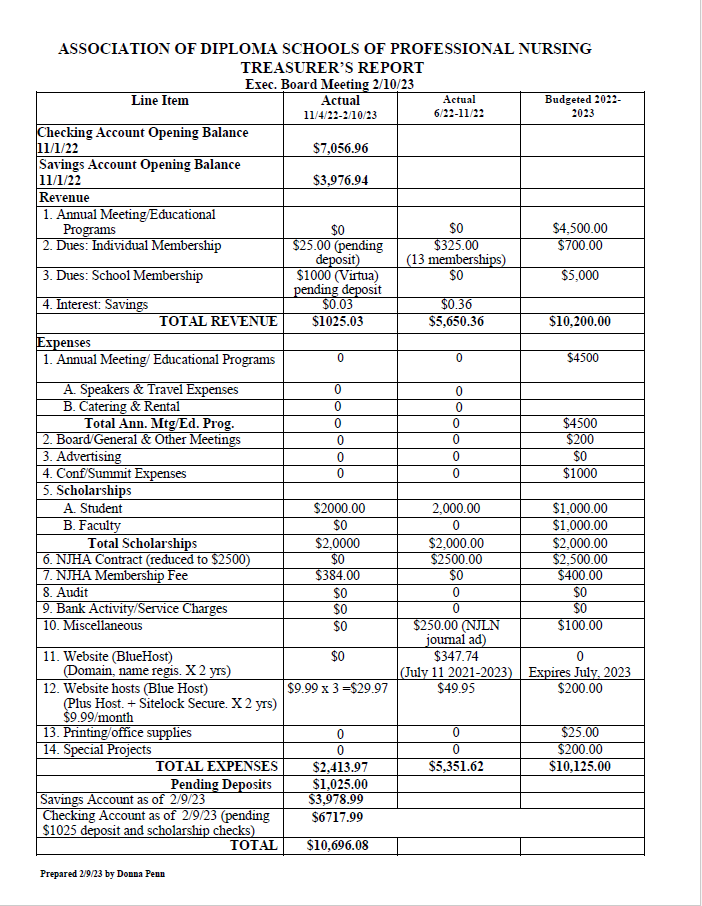 ASSOCIATION OF DIPLOMA SCHOOLS OF PROFESSIONAL NURSING
TREASURER'S REPORT
Exec. Board Meeting 2/10/23
Line Item Actual 11/4/22-2/10/23 Actual 6/22-11/22 Budgeted 2022-2023
Checking Account Opening Balance
11/1/22 $7,056.96
Savings Account Opening Balance
11/1/22 $3,976.94
Revenue
1. Annual Meeting/Educational
Programs $0 $0 $4,500.00
2. Dues: Individual Membership $25.00 (pending deposit) $325.00 (13 memberships) $700.00
3. Dues: School Membership $1000 (Virtua) pending deposit $0 $5,000
4. Interest: Savings $0.03 $0.36
TOTAL REVENUE $1025.03 $5,650.36 $10,200.00
Expenses
1. Annual Meeting/ Educational Programs 0 0 $4500
A. Speakers & Travel Expenses 0 0
B. Catering & Rental 0 0
Total Ann. Mtg/Ed. Prog. 0 0 $4500
2. Board/General & Other Meetings 0 0 $200
3. Advertising 0 0 $0
4. Conf/Summit Expenses 0 0 $1000
5. Scholarships
A. Student $2000.00 2,000.00 $1,000.00
B. Faculty $0 0 $1,000.00
Total Scholarships $2,0000 $2,000.00 $2,000.00
6. NJHA Contract (reduced to $2500) $0 $2500.00 $2,500.00
7. NJHA Membership Fee $384.00 $0 $400.00
8. Audit $0 0 $0
9. Bank Activity/Service Charges $0 0 $0
10. Miscellaneous $0 $250.00 (NJLN journal ad) $100.00
11. Website (BlueHost) $0 $347.74 0
(Domain, name regis. X 2 yrs) (July 11 2021-2023) Expires July, 2023
12. Website hosts (Blue Host) $9.99 x 3 =$29.97 $49.95 $200.00
(Plus Host. + Sitelock Secure. X 2 yrs)
$9.99/month
13. Printing/office supplies 0 0 $25.00
14. Special Projects 0 0 $200.00
TOTAL EXPENSES $2,413.97 $5,351.62 $10,125.00
Pending Deposits $1,025.00
Savings Account as of 2/9/23 $3,978.99
Checking Account as of 2/9/23 (pending $6717.99
$1025 deposit and scholarship checks)
TOTAL $10,696.08
Prepared 2/9/23 by Donna Penn